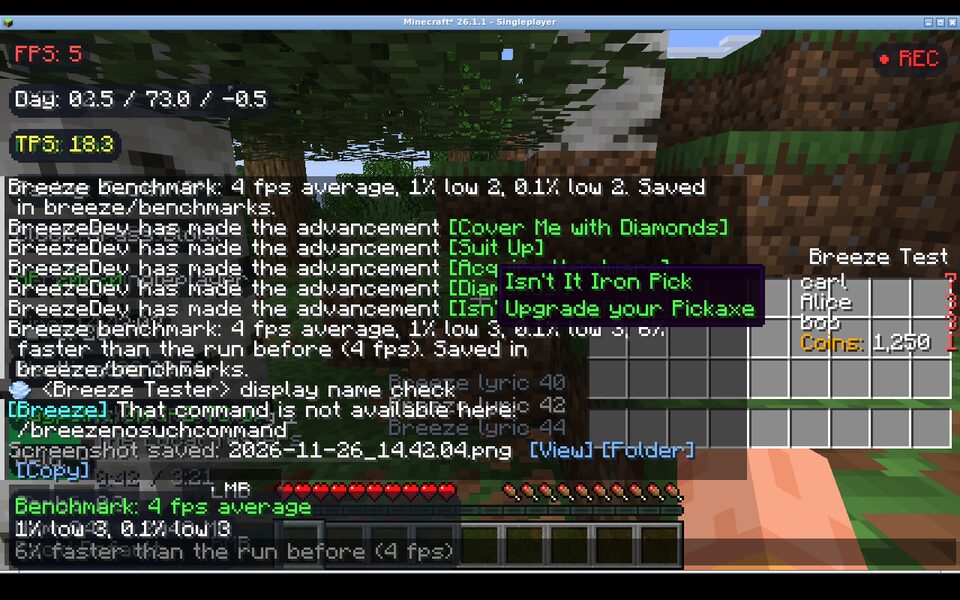 Minecraft* 26.1.1 - Singleplayer
FPS: 5
● REC
TPS: 18.3
Breeze benchmark: 4 fps average, 1% low 2, 0.1% low 2. Saved
in breeze/benchmarks.
BreezeDev has made the advancement [Cover Me with Diamonds]
BreezeDev has made the advancement [Suit Up]
BreezeDev has made the advancement
BreezeDev has made the advancement
BreezeDev has made the advancement
Isn't It Iron Pick
Upgrade your Pickaxe
Breeze benchmark: 4 fps average, 1% low 3, 0.1% low 3, 6%
faster than the run before (4 fps). Saved in
breeze/benchmarks.
<Breeze Tester> display name check
[Breeze] That command is not available here:
/breezenosuchcommand
Screenshot saved: 2026-11-26_14.42.04.png [View] [Folder]
[Copy]
Breeze lyric 40
Breeze lyric 42
Breeze lyric 44
Breeze Test
carl
Alice
bob
Coins: 1,250
LMB
Benchmark: 4 fps average
1% low 3, 0.1% low 3
6% faster than the run before (4 fps)